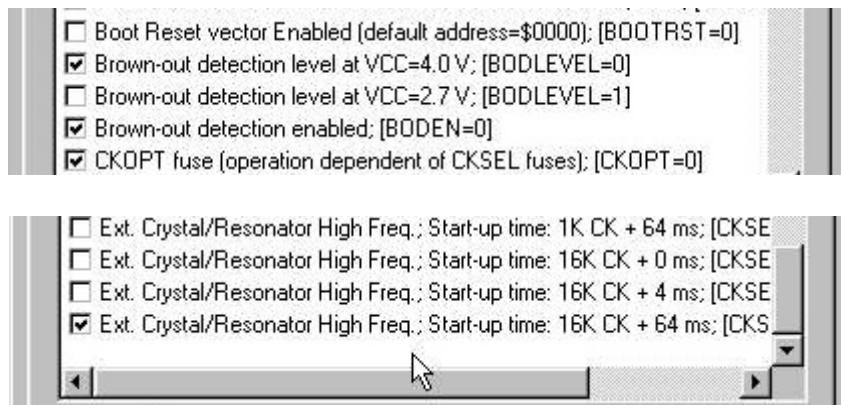 Boot Reset vector Enabled (default address=$0000); [BOOTRST=0]
Brown-out detection level at VCC=4.0 V; [BODLEVEL=0]
Brown-out detection level at VCC=2.7 V; [BODLEVEL=1]
Brown-out detection enabled; [BODEN=0]
CKOPT fuse (operation dependent of CKSEL fuses); [CKOPT=0]
Ext. Crystal/Resonator High Freq.; Start-up time: 1K CK + 64 ms; [CKSE
Ext. Crystal/Resonator High Freq.; Start-up time: 16K CK + 0 ms; [CKSE
Ext. Crystal/Resonator High Freq.; Start-up time: 16K CK + 4 ms; [CKSE
Ext. Crystal/Resonator High Freq.; Start-up time: 16K CK + 64 ms; [CKS